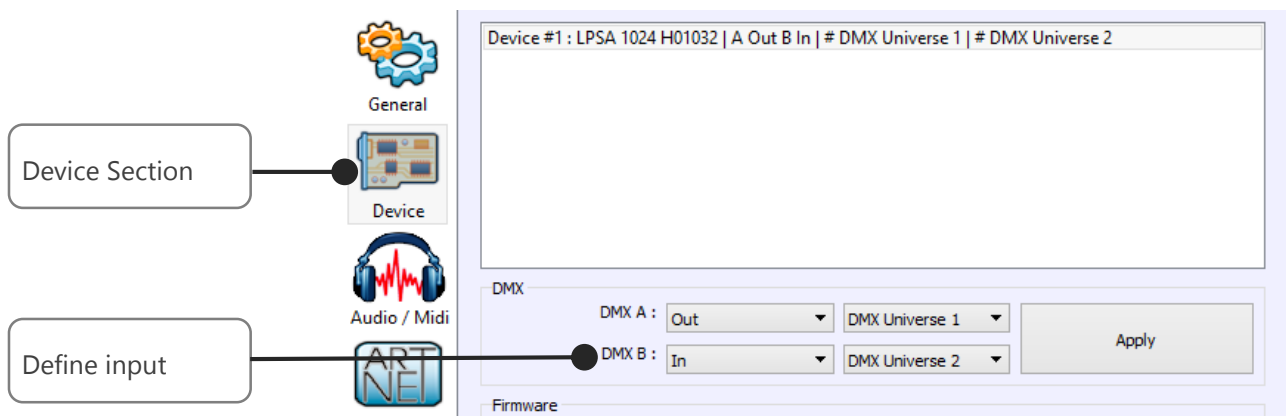 Device #1 : LPSA 1024 H01032 | A Out B In | # DMX Universe 1 | # DMX Universe 2
General
Device Section
Device
Audio / Midi
DMX
DMX A : Out DMX Universe 1
Apply
Define input
DMX B : In DMX Universe 2
ART
NET
Firmware